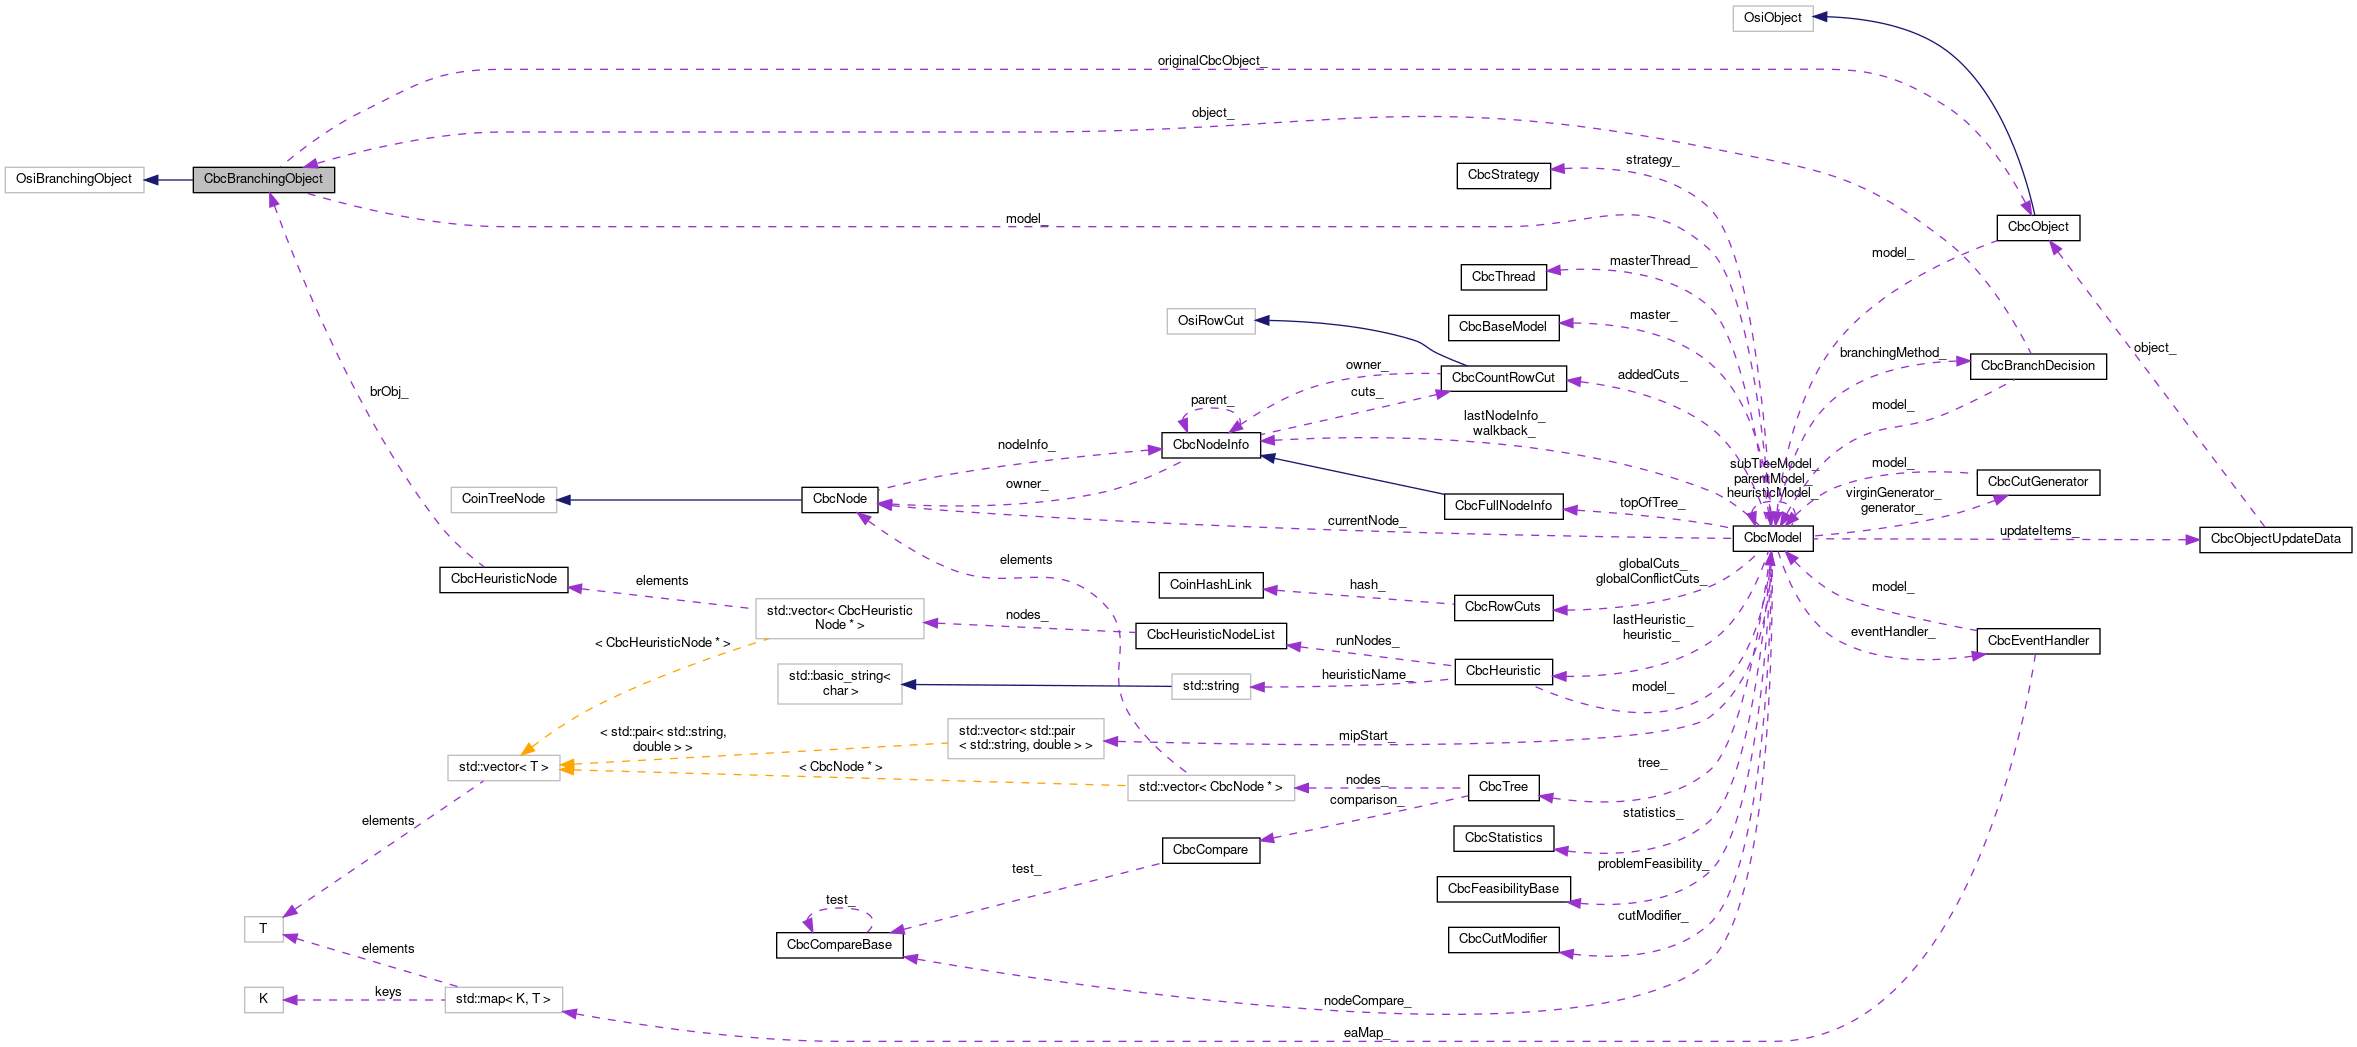 OsiObject
originalCbcObject_
object_
OsiBranchingObject
CbcBranchingObject
strategy_
CbcStrategy
model_
CbcObject
model_
masterThread_
CbcThread
OsiRowCut
master_
CbcBaseModel
object_
branchingMethod_
CbcBranchDecision
owner_
CbcCountRowCut
addedCuts_
cuts_
brObj_
parent_
model_
lastNodeInfo_
walkback_
nodeInfo_
CbcNodeInfo
subTreeModel_
parentModel_
heuristicModel_
model_
CbcCutGenerator
virginGenerator_
generator_
owner_
CoinTreeNode
CbcNode
CbcFullNodeInfo
topOfTree_
currentNode_
CbcModel
updateItems_
CbcObjectUpdateData
elements
globalCuts_
globalConflictCuts_
CbcHeuristicNode
elements
CoinHashLink
hash_
CbcRowCuts
model_
std::vector< CbcHeuristic
Node * >
nodes_
CbcHeuristicNodeList
lastHeuristic_
heuristic_
eventHandler_
CbcEventHandler
< CbcHeuristicNode * >
runNodes_
std::basic_string<
char >
std::string
heuristicName_
CbcHeuristic
model_
< std::pair< std::string,
double > >
std::vector< std::pair
< std::string, double > >
mipStart_
std::vector< T >
< CbcNode * >
std::vector< CbcNode * >
nodes_
CbcTree
tree_
comparison_
elements
statistics_
CbcStatistics
CbcCompare
test_
problemFeasibility_
CbcFeasibilityBase
test_
T
CbcCompareBase
cutModifier_
CbcCutModifier
elements
K
keys
std::map< K, T >
nodeCompare_
eaMap_